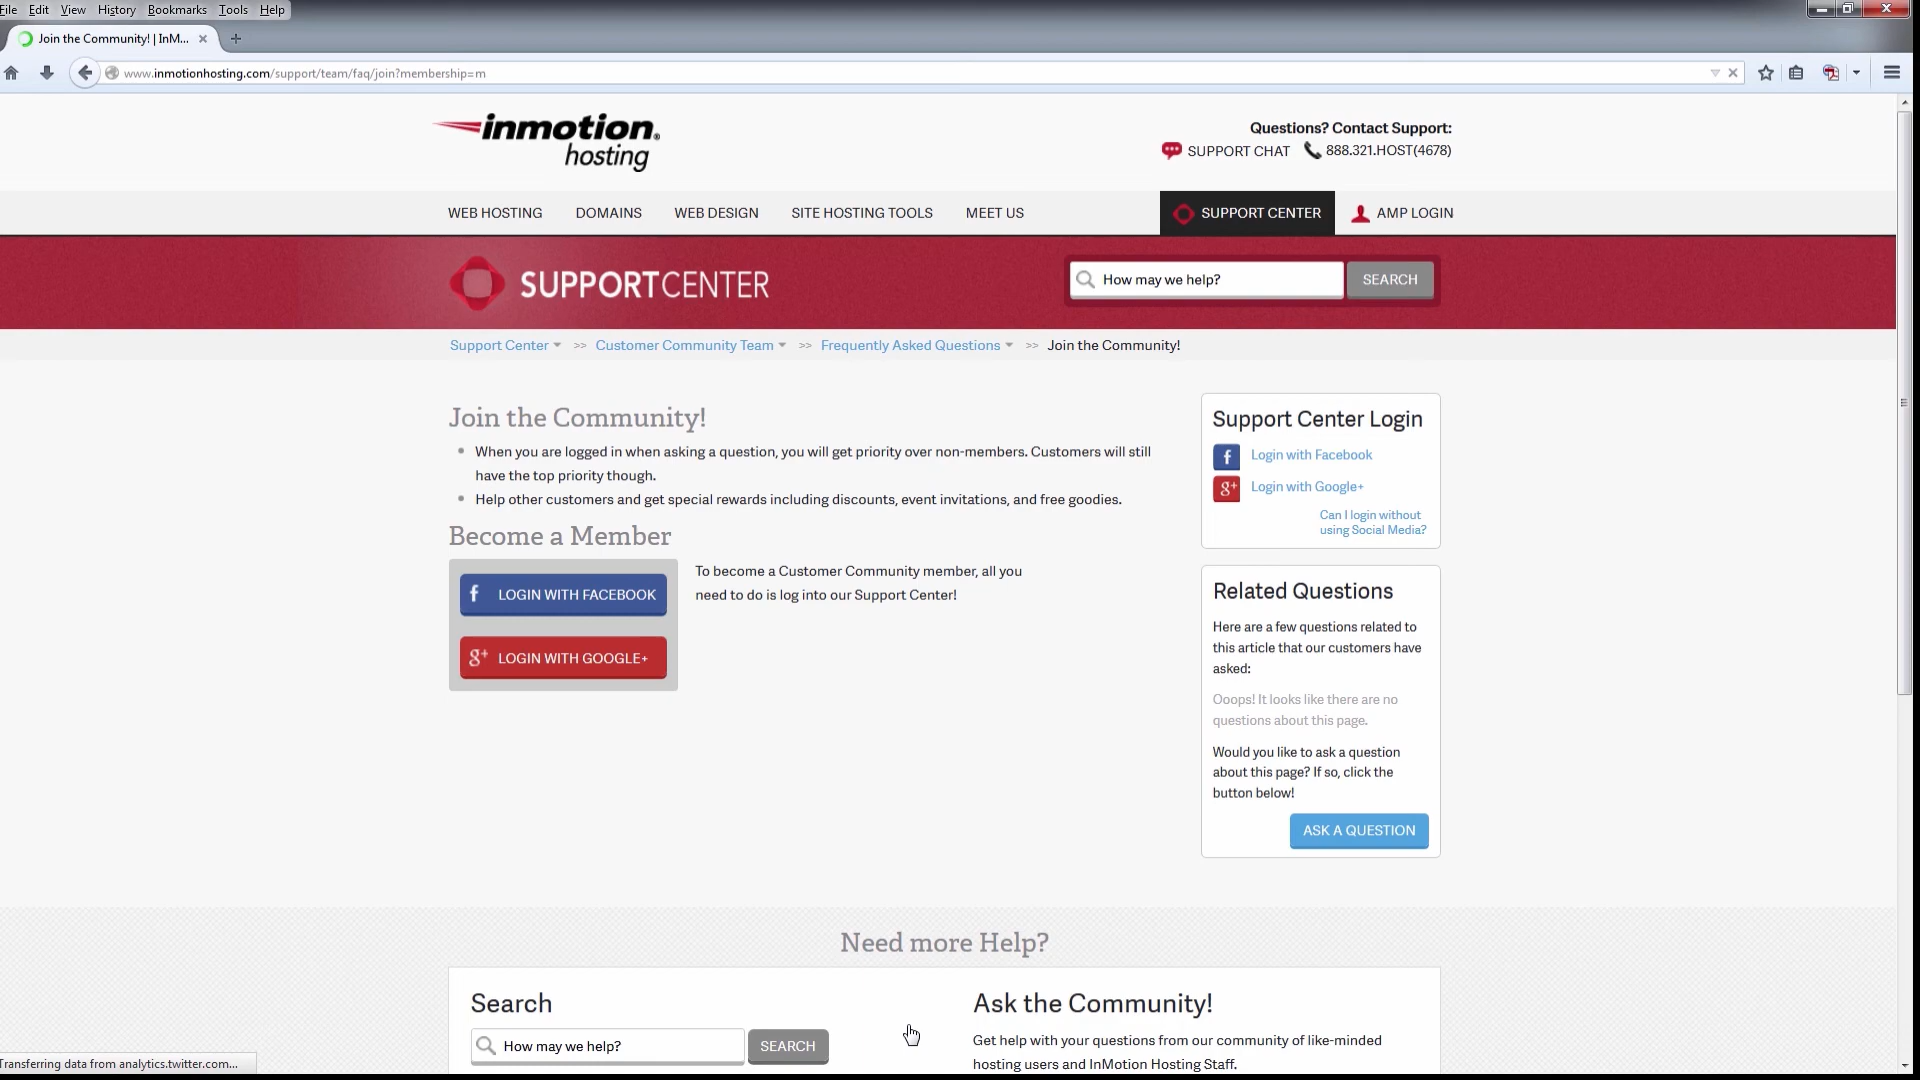 File Edit View History Bookmarks Tools Help
Join the Community! | InM...
www.inmotionhosting.com/support/team/faq/join?membership=m
inmotion®
hosting
Questions? Contact Support:
SUPPORT CHAT 888.321.HOST(4678)
WEB HOSTING DOMAINS WEB DESIGN SITE HOSTING TOOLS MEET US SUPPORT CENTER AMP LOGIN
SUPPORTCENTER
How may we help? SEARCH
Support Center >> Customer Community Team >> Frequently Asked Questions >> Join the Community!
Join the Community!
When you are logged in when asking a question, you will get priority over non-members. Customers will still
have the top priority though.
Help other customers and get special rewards including discounts, event invitations, and free goodies.
Become a Member
f LOGIN WITH FACEBOOK
g+ LOGIN WITH GOOGLE+
To become a Customer Community member, all you
need to do is log into our Support Center!
Support Center Login
f Login with Facebook
g+ Login with Google+
Can I login without
using Social Media?
Related Questions
Here are a few questions related to
this article that our customers have
asked:
Ooops! It looks like there are no
questions about this page.
Would you like to ask a question
about this page? If so, click the
button below!
ASK A QUESTION
Need more Help?
Search
How may we help? SEARCH
Ask the Community!
Get help with your questions from our community of like-minded
hosting users and InMotion Hosting Staff.
Transferring data from analytics.twitter.com...